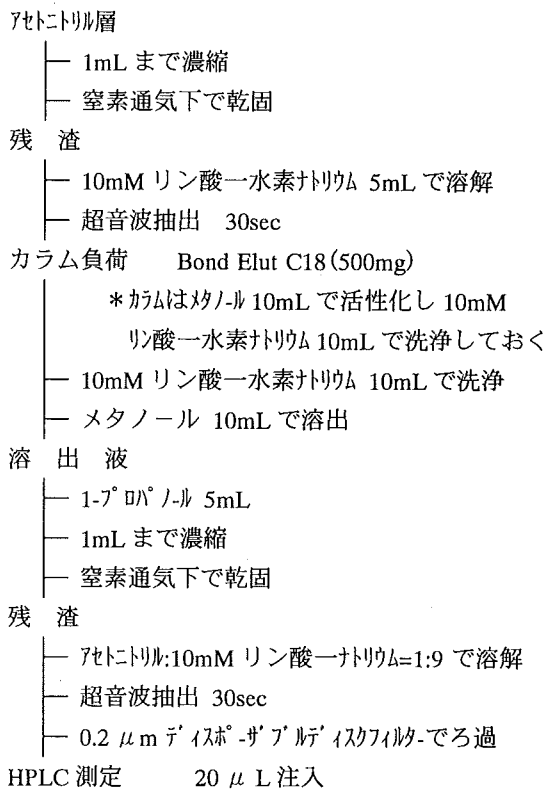 ｱｾﾄﾆﾄﾘﾙ層
1mL まで濃縮
窒素通気下で乾固
残 渣
10mM リン酸一水素ﾅﾄﾘｳﾑ 5mL で溶解
超音波抽出 30sec
カラム負荷 Bond Elut C18(500mg)
＊ｶﾗﾑはﾒﾀﾉｰﾙ 10mL で活性化し 10mM
ﾘﾝ酸一水素ﾅﾄﾘｳﾑ 10mL で洗浄しておく
10mM リン酸一水素ﾅﾄﾘｳﾑ 10mL で洗浄
メタノール 10mL で溶出
溶 出 液
1-ﾌﾟﾛﾊﾟﾉｰﾙ 5mL
1mL まで濃縮
窒素通気下で乾固
残 渣
ｱｾﾄﾆﾄﾘﾙ:10mM リン酸一ﾅﾄﾘｳﾑ=1:9 で溶解
超音波抽出 30sec
0.2 μm ﾃﾞｨｽﾎﾟｰｻﾞﾌﾞﾙﾃﾞｨｽｸﾌｨﾙﾀｰでろ過
HPLC 測定 20 μL 注入